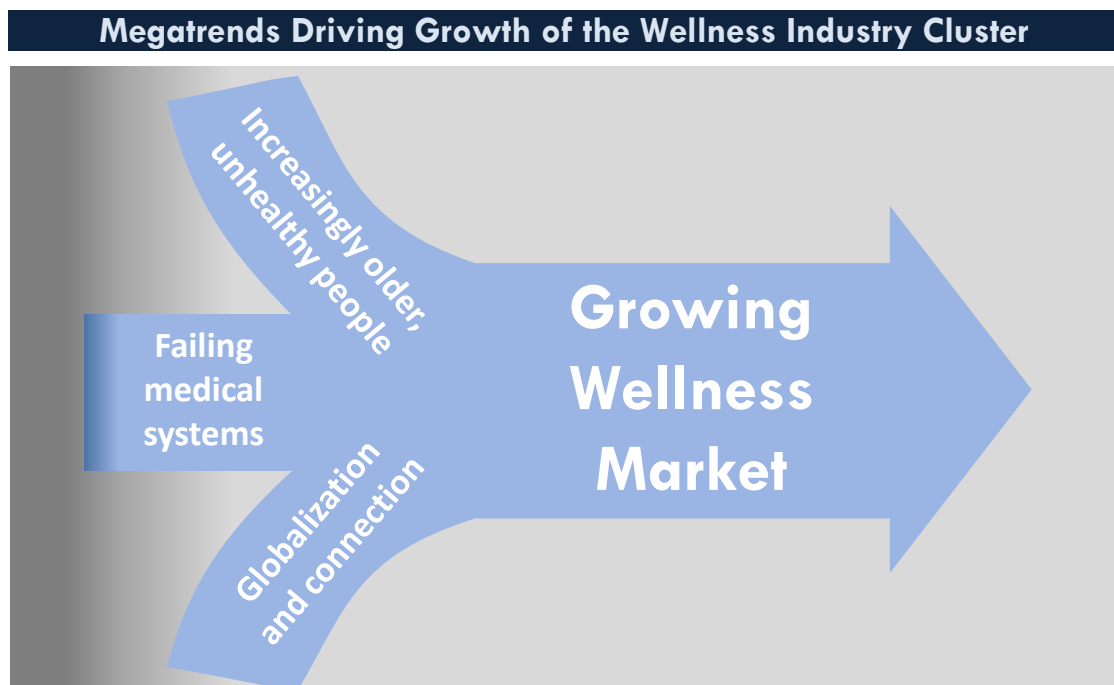 Megatrends Driving Growth of the Wellness Industry Cluster
Increasingly older,
unhealthy people
Failing
medical
systems
Globalization
and connection
Growing
Wellness
Market